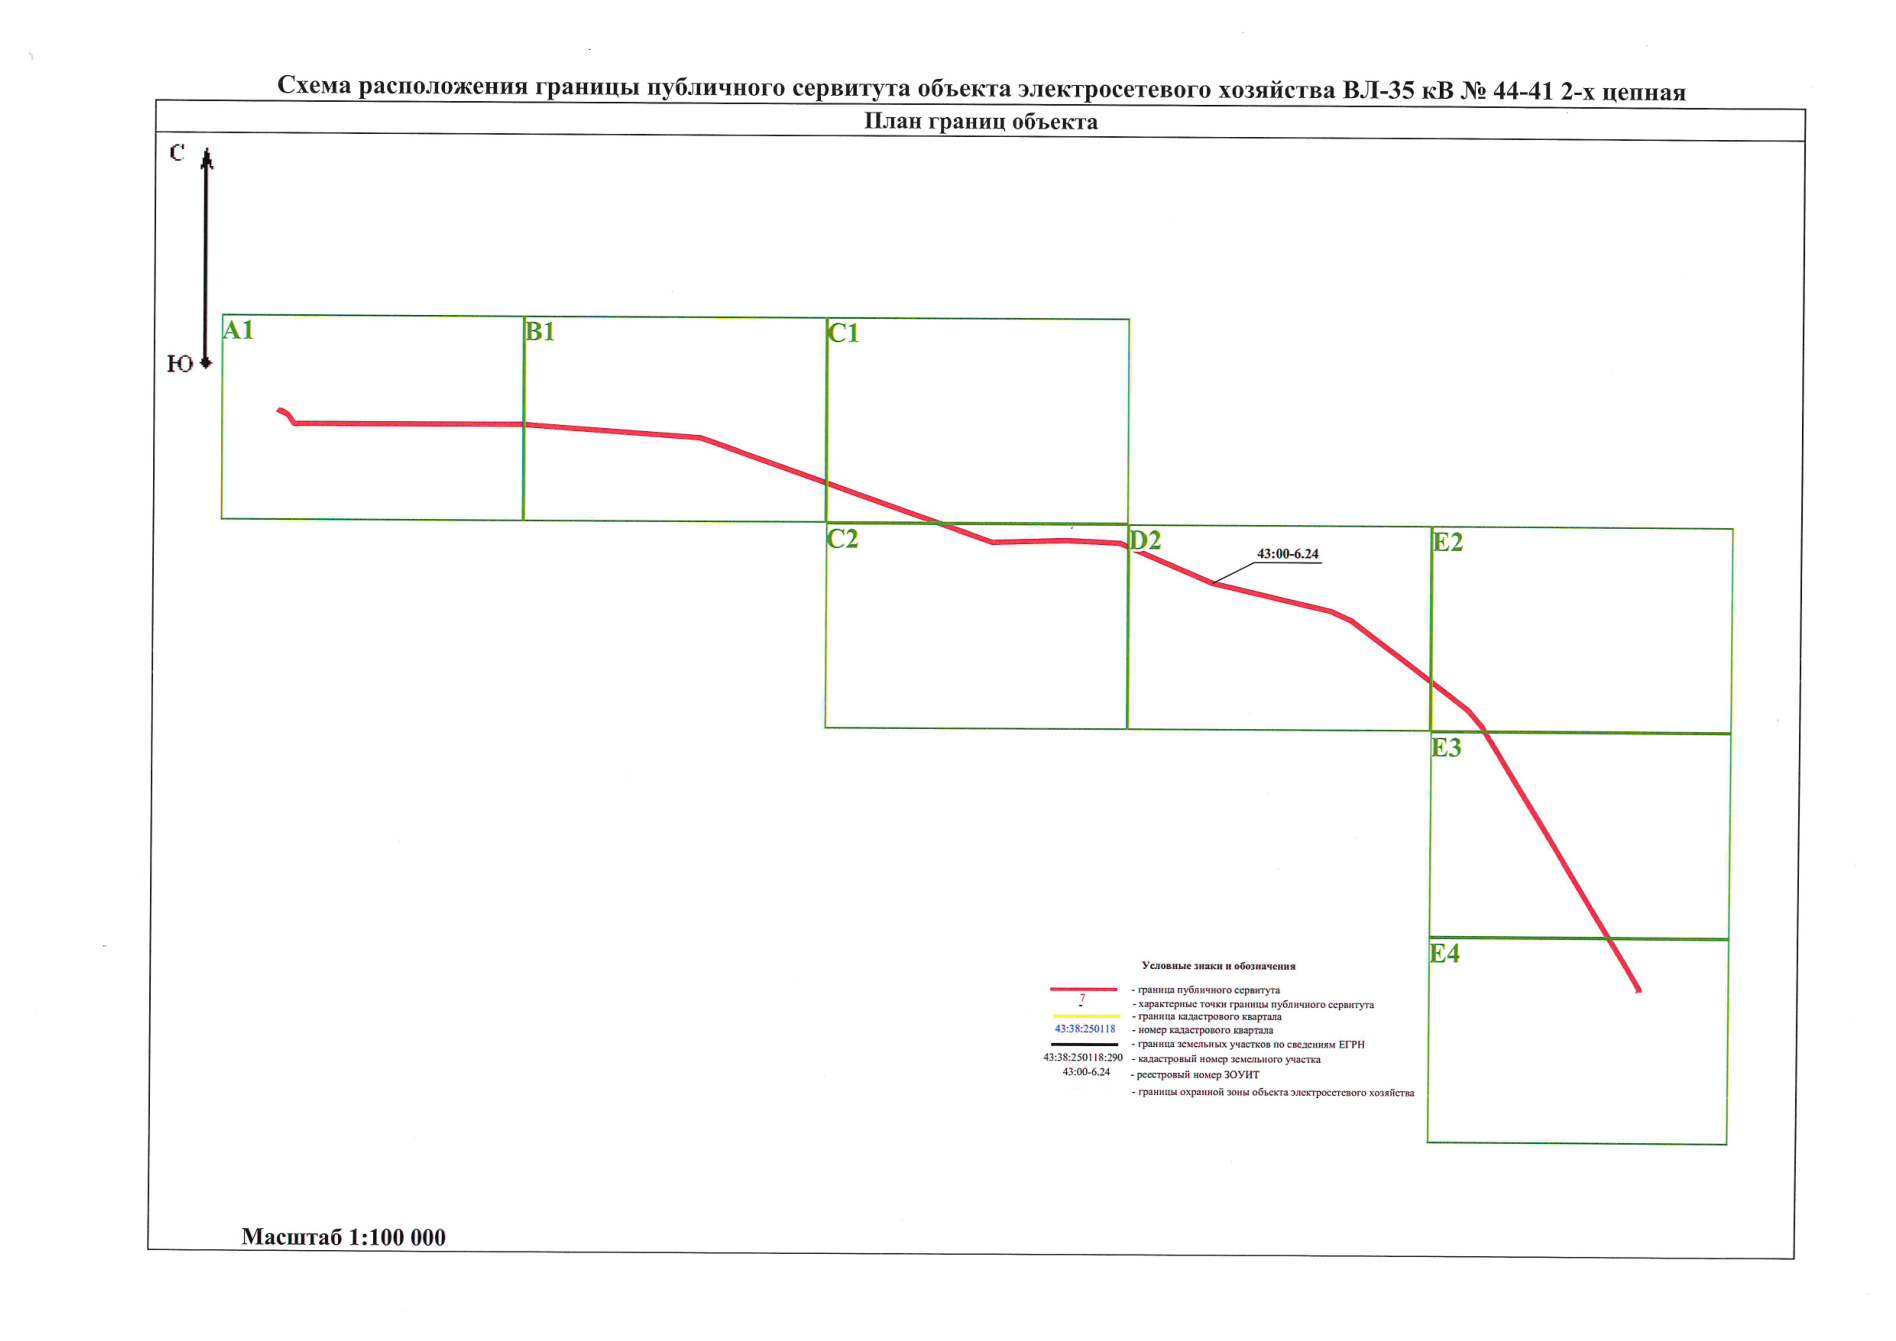 Схема расположения границы публичного сервитута объекта электросетевого хозяйства ВЛ-35 кВ № 44-41 2-х цепная
План границ объекта
С
Ю
A1
B1
C1
C2
D2
E2
43:00-6.24
E3
E4
Условные знаки и обозначения
- граница публичного сервитута
7
- характерные точки границы публичного сервитута
- граница кадастрового квартала
43:38:250118 - номер кадастрового квартала
- граница земельных участков по сведениям ЕГРН
43:38:250118:290 - кадастровый номер земельного участка
43:00-6.24 - реестровый номер ЗОУИТ
- границы охранной зоны объекта электросетевого хозяйства
Масштаб 1:100 000